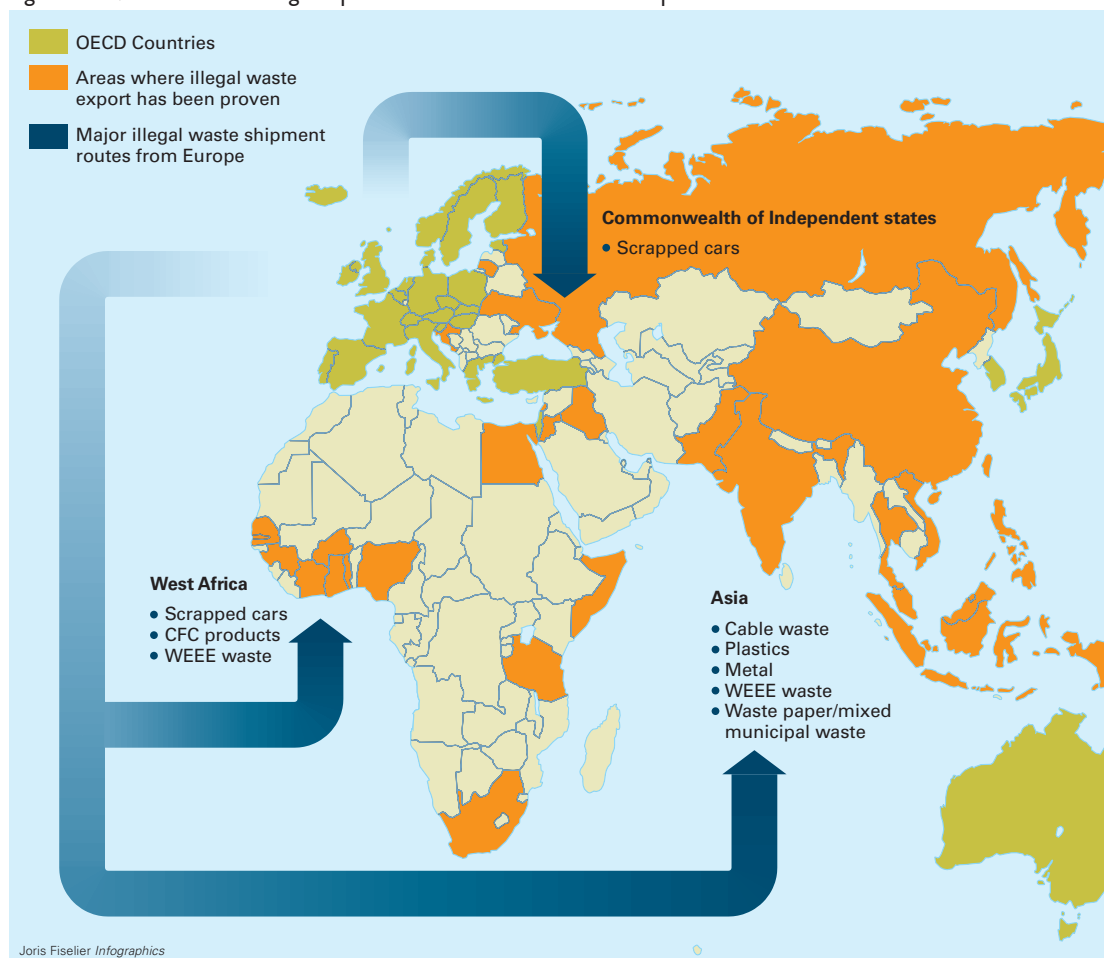 OECD Countries
Areas where illegal waste
export has been proven
Major illegal waste shipment
routes from Europe
Commonwealth of Independent states
• Scrapped cars
West Africa
• Scrapped cars
• CFC products
• WEEE waste
Asia
• Cable waste
• Plastics
• Metal
• WEEE waste
• Waste paper/mixed
municipal waste
Joris Fiselier Infographics